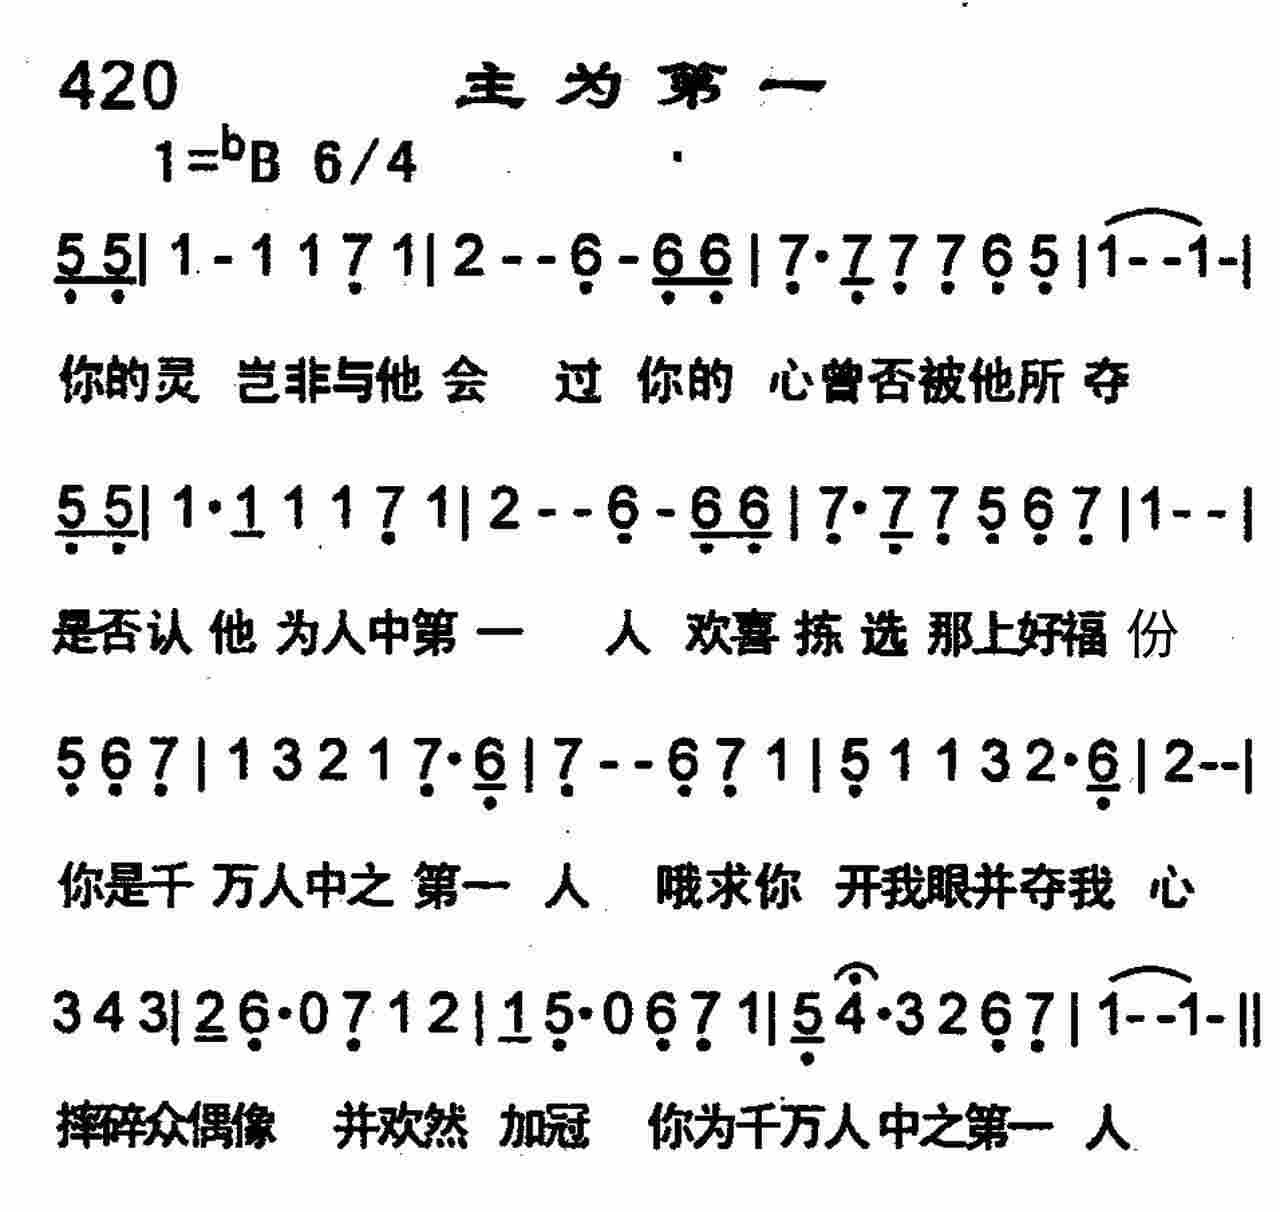 420 主为第一
1=bB 6/4
5 5 | 1 - 1 1 7 1 | 2 - - 6 - 6 6 | 7 · 7 7 7 6 5 | 1 - - 1 - |
你的灵 岂非与他 会 过 你的 心曾否被他所 夺
5 5 | 1 · 1 1 1 7 1 | 2 - - 6 - 6 6 | 7 · 7 7 5 6 7 | 1 - - |
是否认 他 为人中第 一 人 欢喜 拣 选 那上好福 份
5 6 7 | 1 3 2 1 7 · 6 | 7 - - 6 7 1 | 5 1 1 3 2 · 6 | 2 - - |
你是千 万人中之 第一 人 哦求你 开我眼并夺我 心
3 4 3 | 2 6 · 0 7 1 2 | 1 5 · 0 6 7 1 | 5 4 · 3 2 6 7 | 1 - - 1 - ||
摔碎众偶像 并欢然 加冠 你为千万人中之第一 人